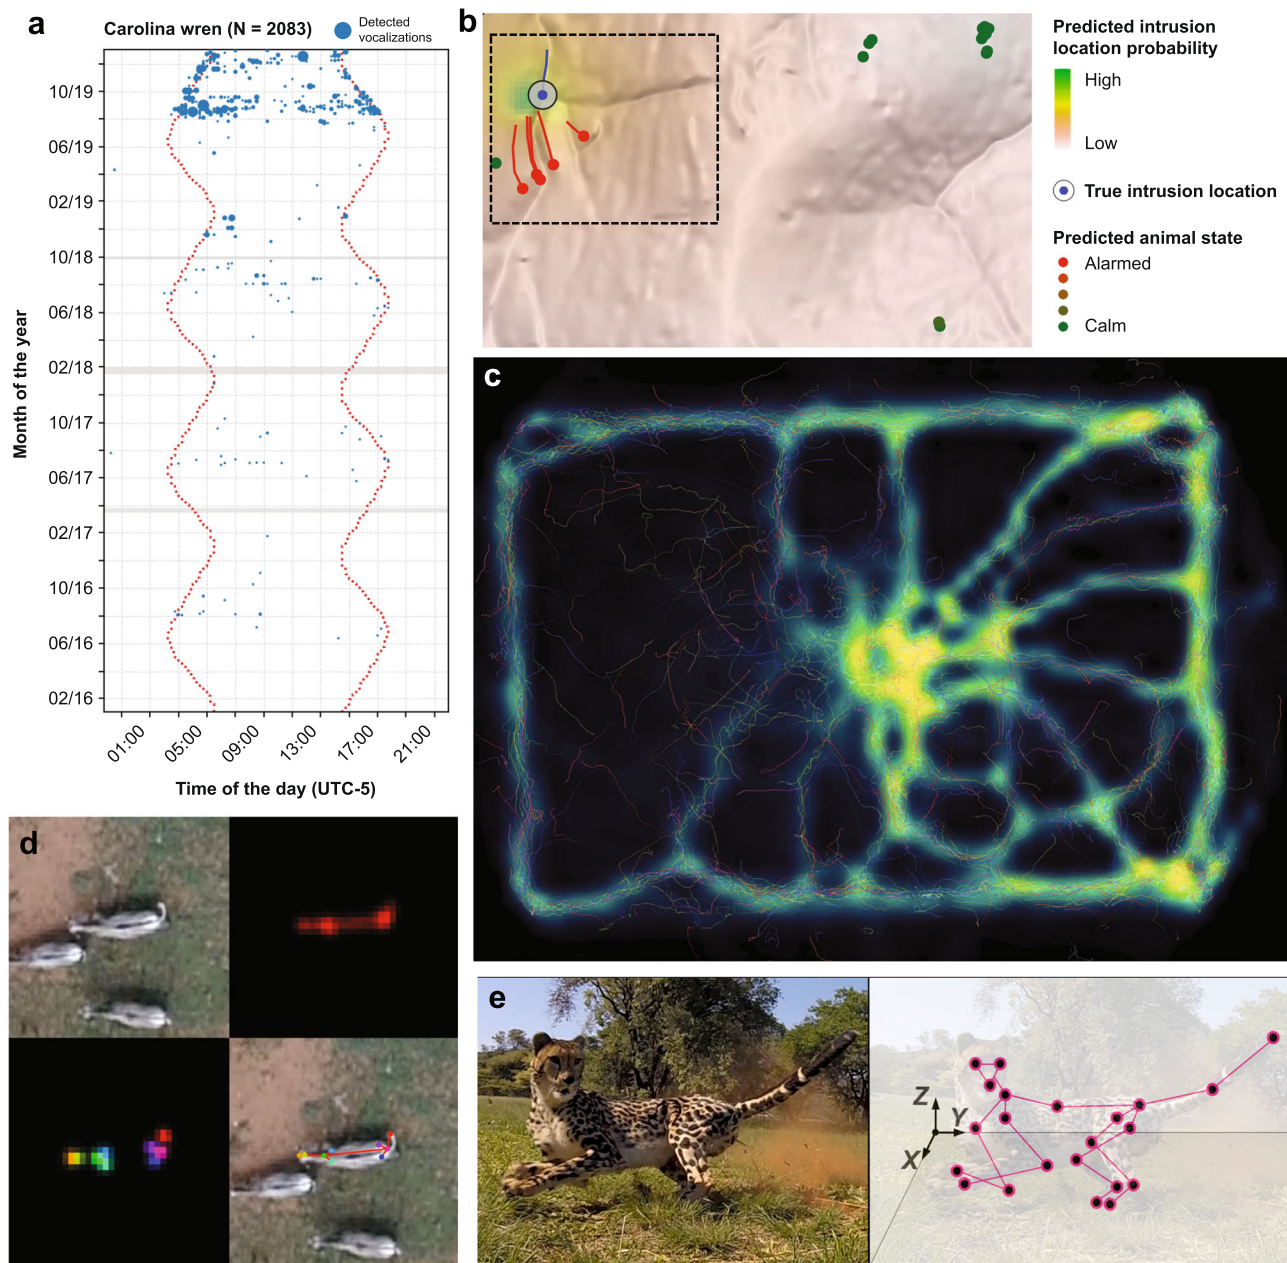 a
Carolina wren (N = 2083)
Detected
vocalizations
Month of the year
10/19
06/19
02/19
10/18
06/18
02/18
10/17
06/17
02/17
10/16
06/16
02/16
01:00
05:00
09:00
13:00
17:00
21:00
Time of the day (UTC-5)
b
Predicted intrusion
location probability
High
Low
True intrusion location
Predicted animal state
Alarmed
Calm
c
d
e
Z
Y
X